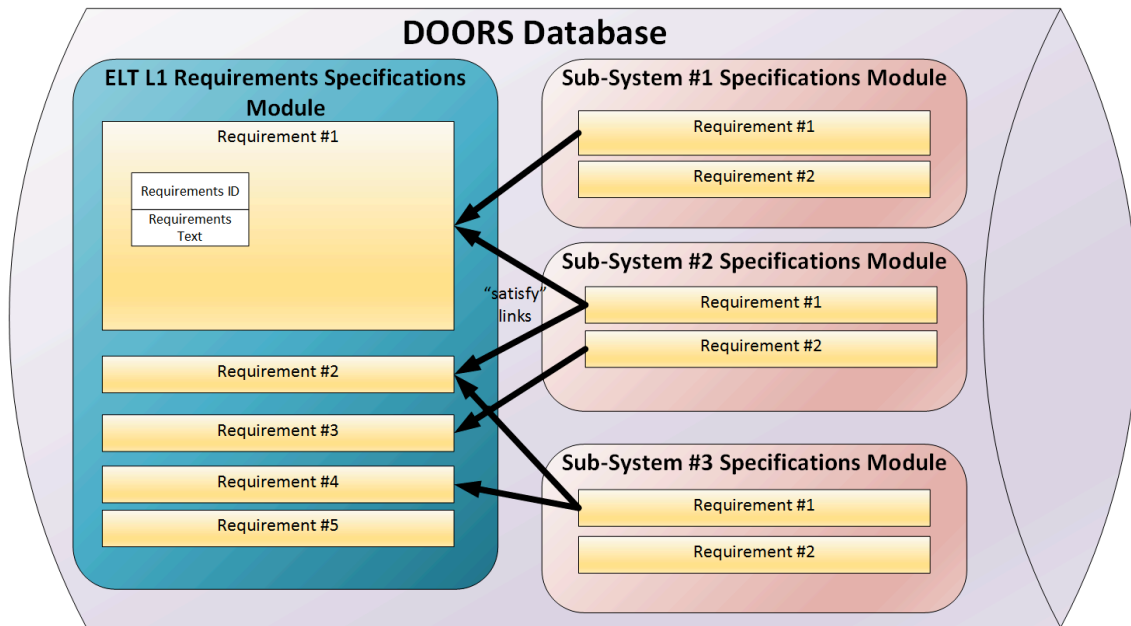 DOORS Database
ELT L1 Requirements Specifications
Module
Requirement #1
Requirements ID
Requirements
Text
Requirement #2
Requirement #3
Requirement #4
Requirement #5
“satisfy”
links
Sub-System #1 Specifications Module
Requirement #1
Requirement #2
Sub-System #2 Specifications Module
Requirement #1
Requirement #2
Sub-System #3 Specifications Module
Requirement #1
Requirement #2